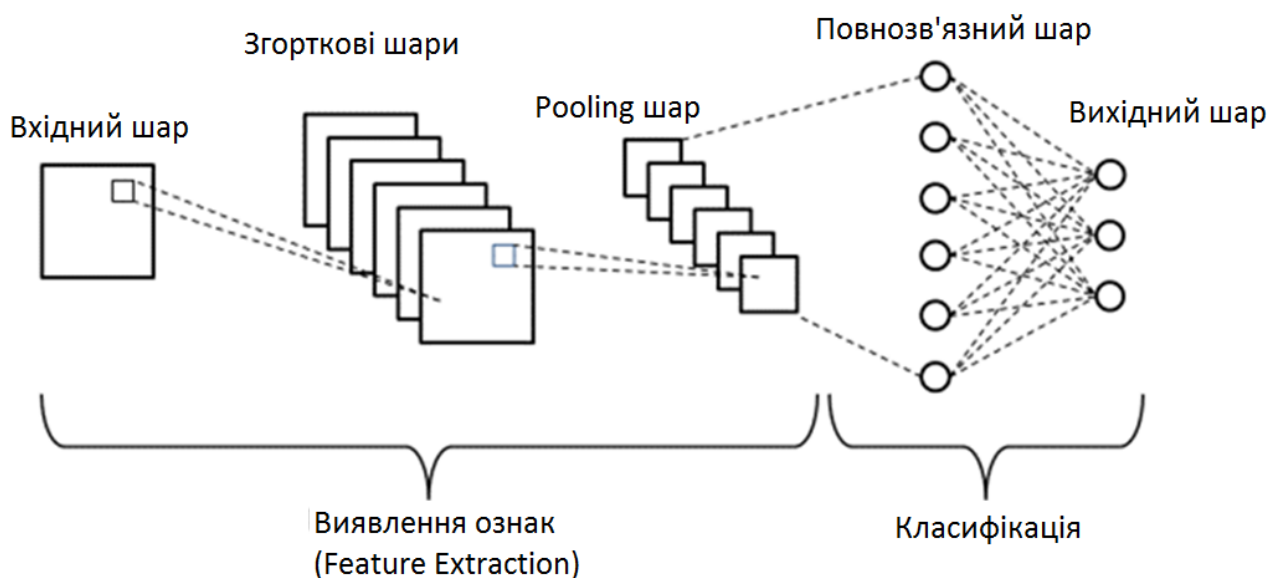 Згорткові шари
Повнозв'язний шар
Вхідний шар
Pooling шар
Вихідний шар
Виявлення ознак
(Feature Extraction)
Класифікація